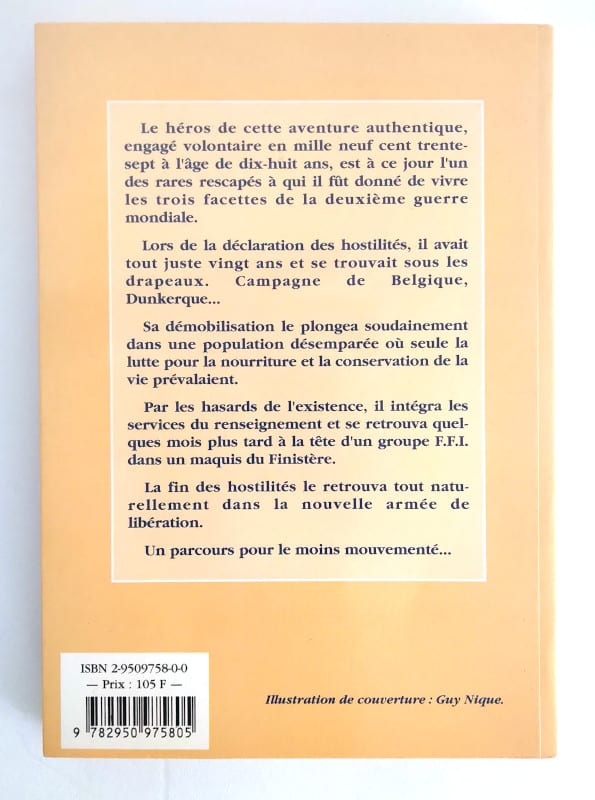 Le héros de cette aventure authentique,
engagé volontaire en mille neuf cent trente-
sept à l'âge de dix-huit ans, est à ce jour l'un
des rares rescapés à qui il fût donné de vivre
les trois facettes de la deuxième guerre
mondiale.
Lors de la déclaration des hostilités, il avait
tout juste vingt ans et se trouvait sous les
drapeaux. Campagne de Belgique,
Dunkerque...
Sa démobilisation le plongea soudainement
dans une population désemparée où seule la
lutte pour la nourriture et la conservation de la
vie prévalaient.
Par les hasards de l'existence, il intégra les
services du renseignement et se retrouva quel-
ques mois plus tard à la tête d'un groupe F.F.I.
dans un maquis du Finistère.
La fin des hostilités le retrouva tout natu-
rellement dans la nouvelle armée de
libération.
Un parcours pour le moins mouvementé...
ISBN 2-9509758-0-0
— Prix : 105 F —
9 782950 975805
Illustration de couverture : Guy Nique.